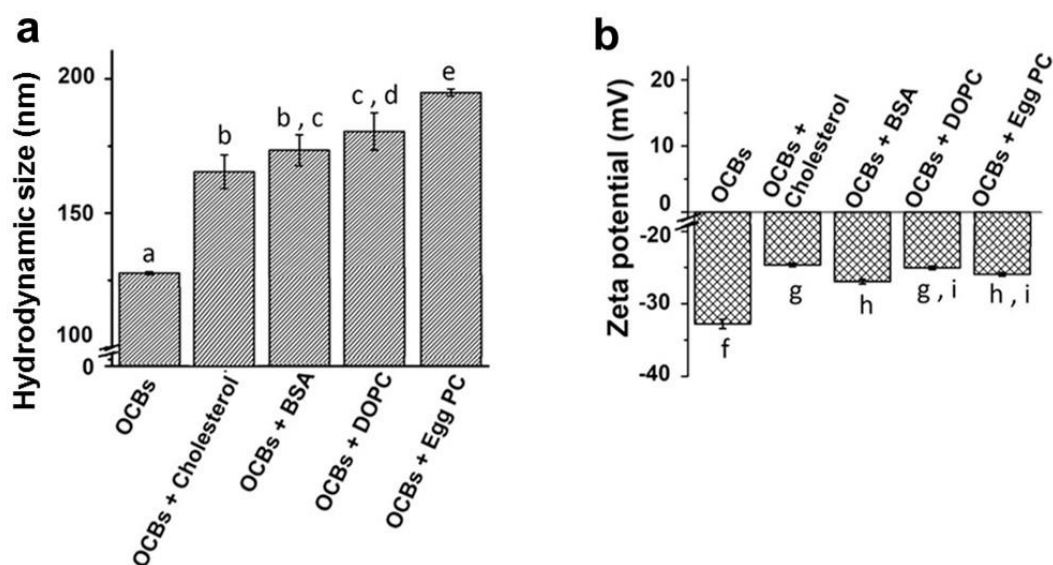 a
Hydrodynamic size (nm)
200
150
100
0
a
b
b , c
c , d
e
OCBs
OCBs + Cholesterol
OCBs + BSA
OCBs + DOPC
OCBs + Egg PC
b
Zeta potential (mV)
20
10
0
-20
-30
-40
OCBs
OCBs +
Cholesterol
OCBs + BSA
OCBs + DOPC
OCBs + Egg PC
f
g
h
g , i
h , i